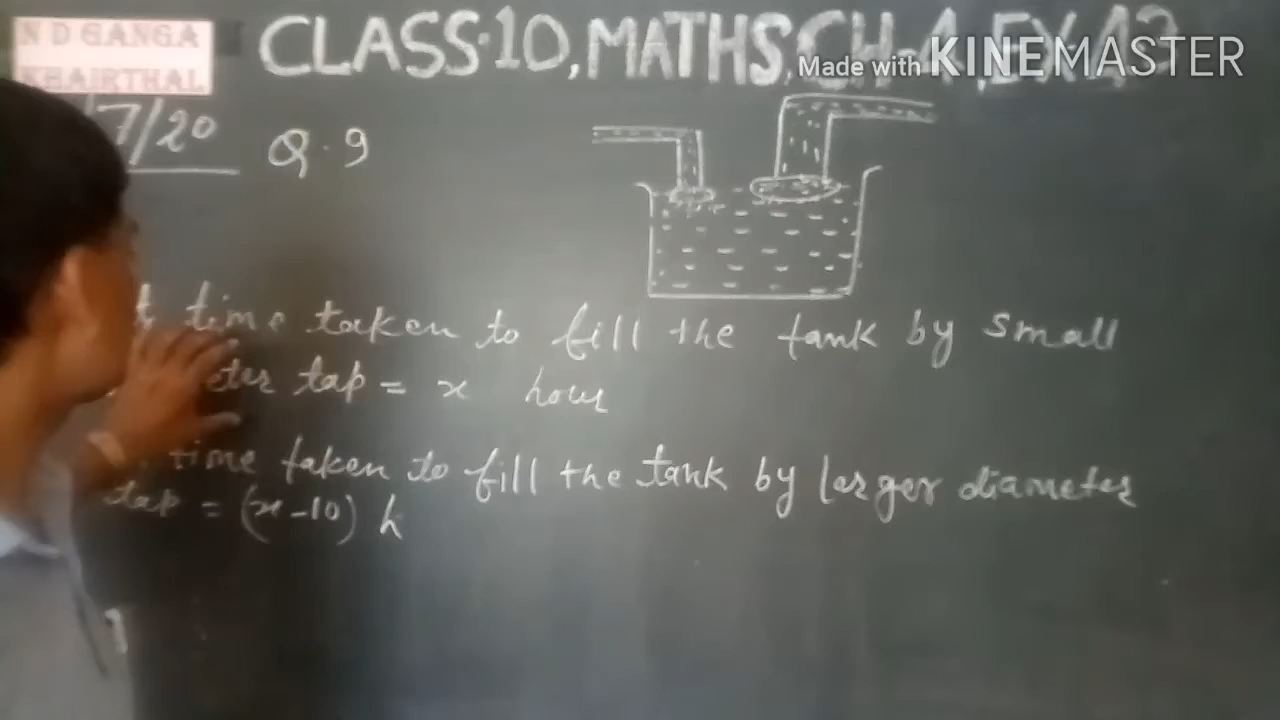 N D GANGA
KHAIRTHAL
CLASS-10, MATHS, CH-4, EX.4.3
Made with KINEMASTER
7/20 Q.9
time taken to fill the tank by small
eter tap = x hour
time taken to fill the tank by larger diameter
tap = (x-10) h